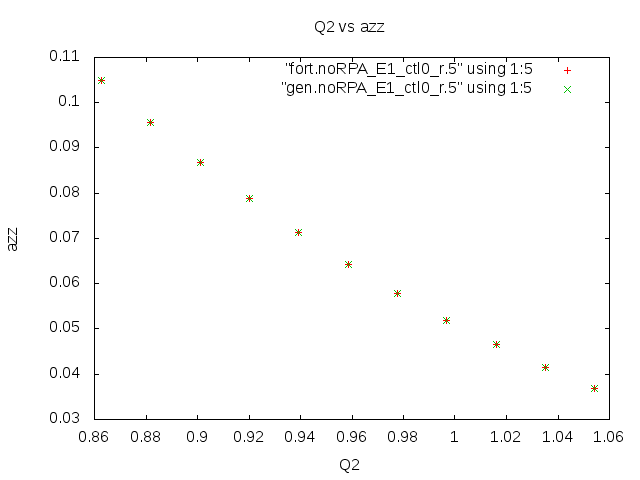 Q2 vs azz
"fort.noRPA_E1_ctl0_r.5" using 1:5
"gen.noRPA_E1_ctl0_r.5" using 1:5
0.11
0.1
0.09
0.08
0.07
0.06
0.05
0.04
0.03
azz
0.86 0.88 0.9 0.92 0.94 0.96 0.98 1 1.02 1.04 1.06
Q2